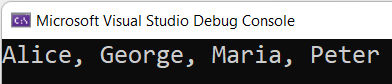 Microsoft Visual Studio Debug Console
Alice, George, Maria, Peter